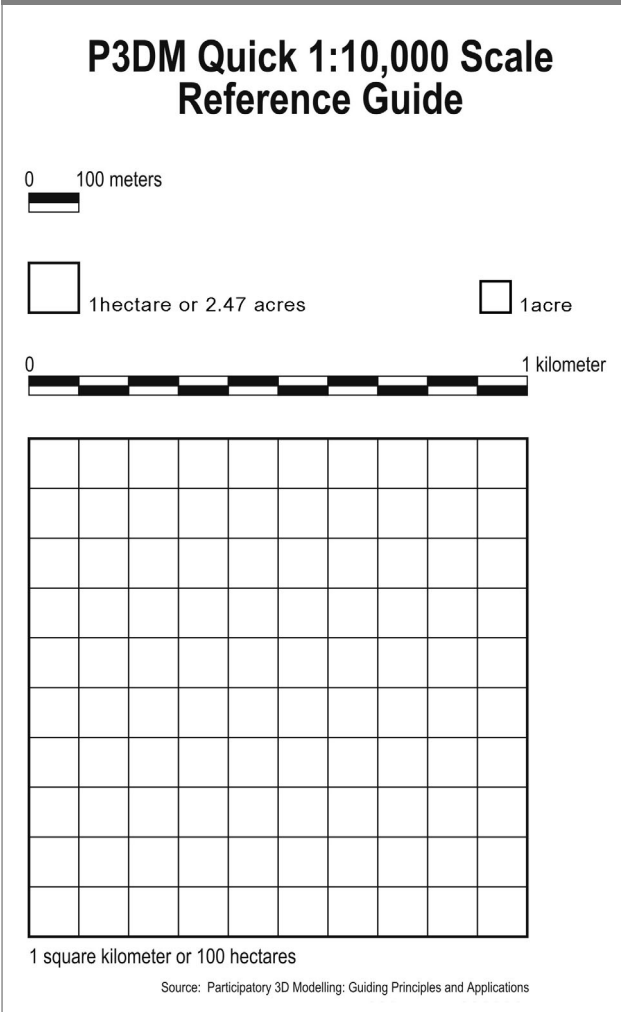 P3DM Quick 1:10,000 Scale
Reference Guide
0 100 meters
1hectare or 2.47 acres
1acre
0 1 kilometer
1 square kilometer or 100 hectares
Source: Participatory 3D Modelling: Guiding Principles and Applications